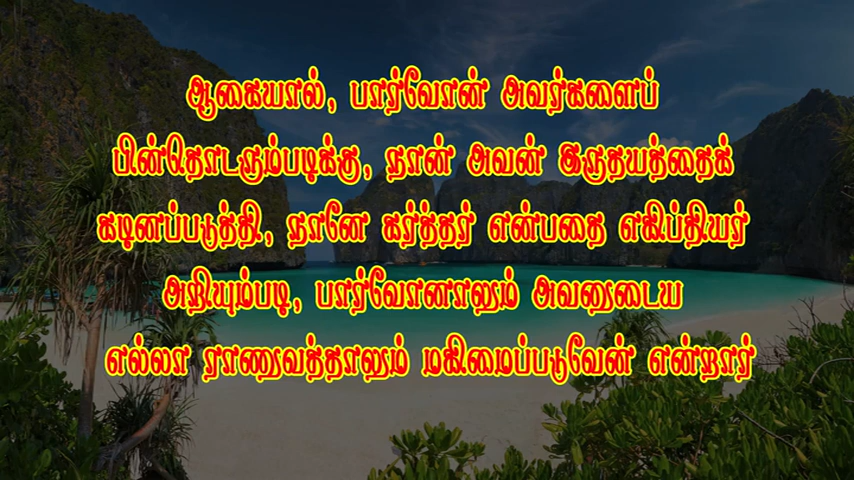 ஆகையால், பார்வோன் அவர்களைப்
பின்தொடரும்படிக்கு, நான் அவன் இருதயத்தைக்
கடினப்படுத்தி, நானே கர்த்தர் என்பதை எகிப்தியர்
அறியும்படி, பார்வோனாலும் அவனுடைய
எல்லா ராணுவத்தாலும் மகிமைப்படுவேன் என்றார்